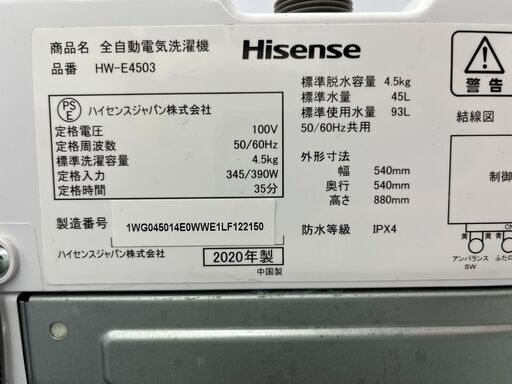 商品名 全自動電気洗濯機
品番 HW-E4503
Hisense
PS
E
ハイセンスジャパン株式会社
定格電圧 100V
定格周波数 50/60Hz
標準洗濯容量 4.5kg
定格入力 345/390W
定格時間 35分
製造番号 1WG045014E0WWE1LF122150
ハイセンスジャパン株式会社 2020年製
中国製
標準脱水容量 4.5kg
標準水量 45L
標準使用水量 93L
50/60Hz共用
外形寸法
幅 540mm
奥行 540mm
高さ 880mm
防水等級 IPX4
警告
結線図
制御
黄 黄 青
アンバランス
SW